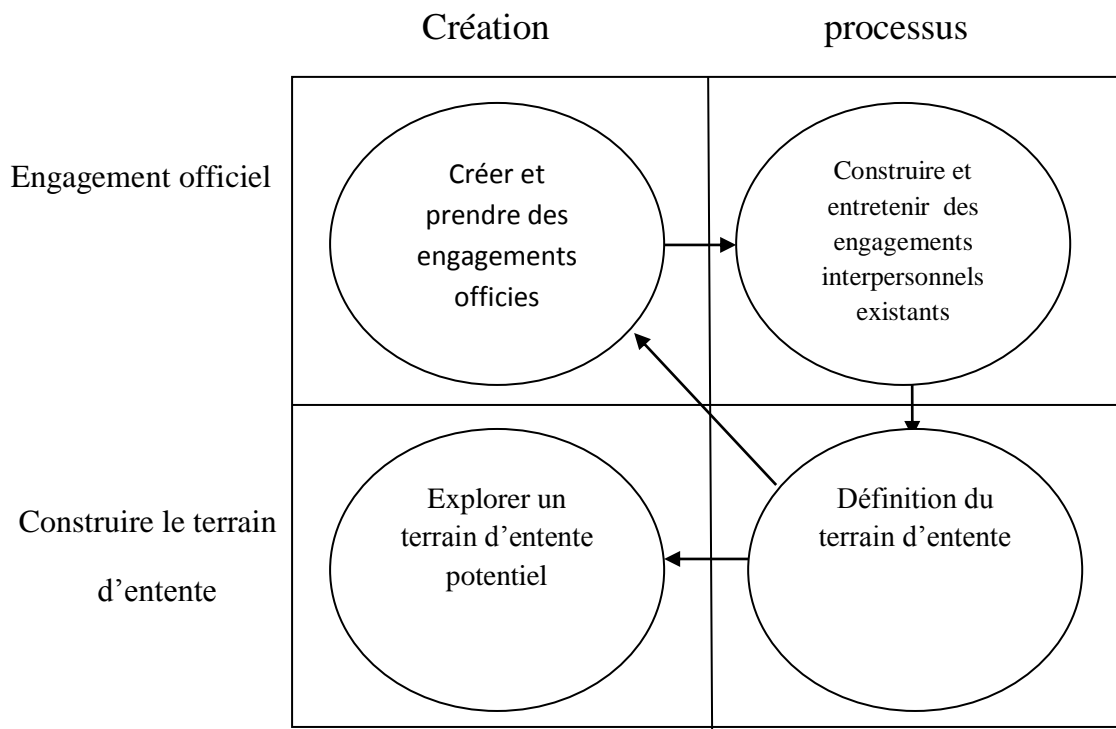 Création
processus
Engagement officiel
Créer et
prendre des
engagements
officies
Construire et
entretenir des
engagements
interpersonnels
existants
Construire le terrain
d’entente
Explorer un
terrain d’entente
potentiel
Définition du
terrain d’entente